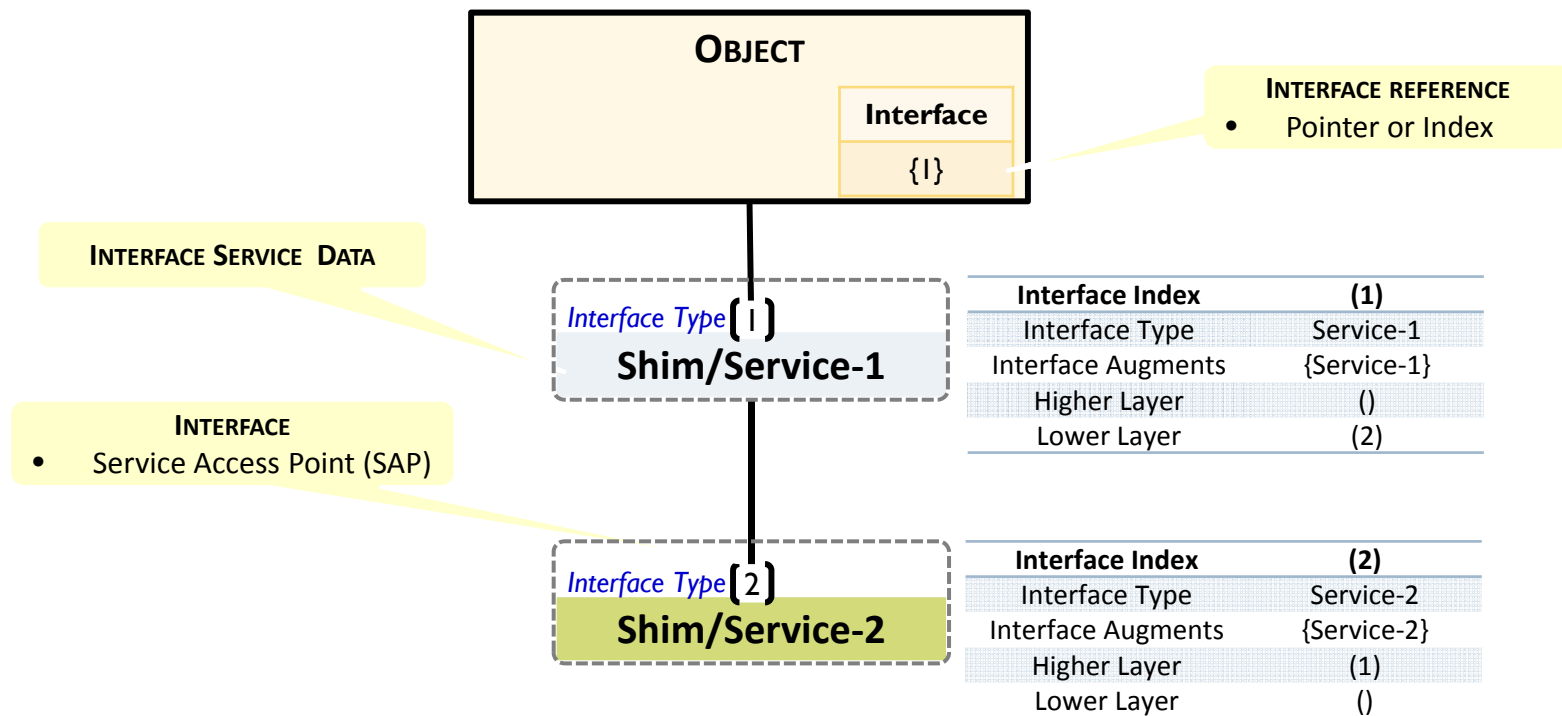 OBJECT
Interface
{1}
INTERFACE REFERENCE
• Pointer or Index
INTERFACE SERVICE DATA
Interface Type [1]
Shim/Service-1
Interface Index (1)
Interface Type Service-1
Interface Augments {Service-1}
Higher Layer ()
Lower Layer (2)
INTERFACE
• Service Access Point (SAP)
Interface Type [2]
Shim/Service-2
Interface Index (2)
Interface Type Service-2
Interface Augments {Service-2}
Higher Layer (1)
Lower Layer ()